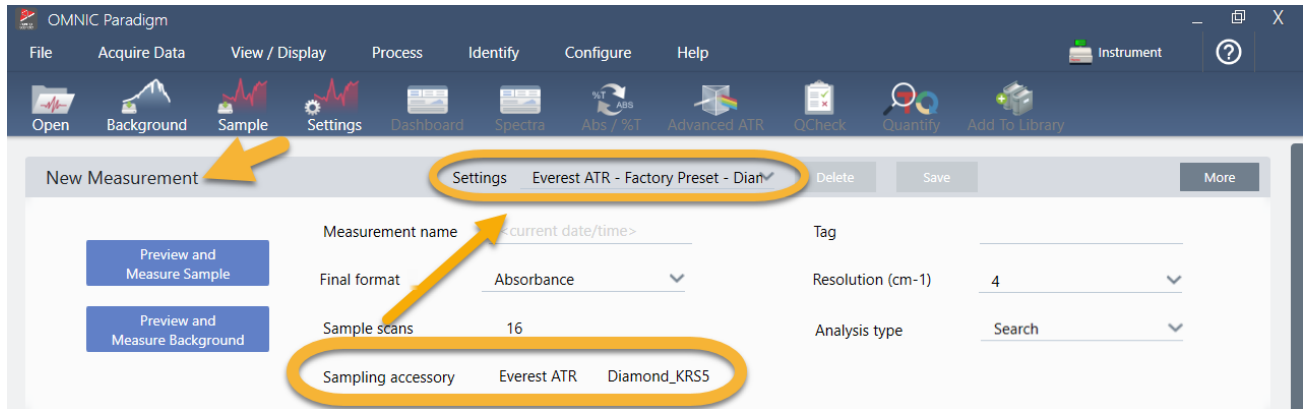 OMNIC Paradigm
File Acquire Data View / Display Process Identify Configure Help Instrument
Open Background Sample Settings Dashboard Spectra Abs / %T Advanced ATR QCheck Quantify Add To Library
New Measurement Settings Everest ATR - Factory Preset - Dian Delete Save More
Measurement name <current date/time> Tag
Preview and
Measure Sample
Final format Absorbance Resolution (cm-1) 4
Preview and
Measure Background
Sample scans 16 Analysis type Search
Sampling accessory Everest ATR Diamond_KRS5